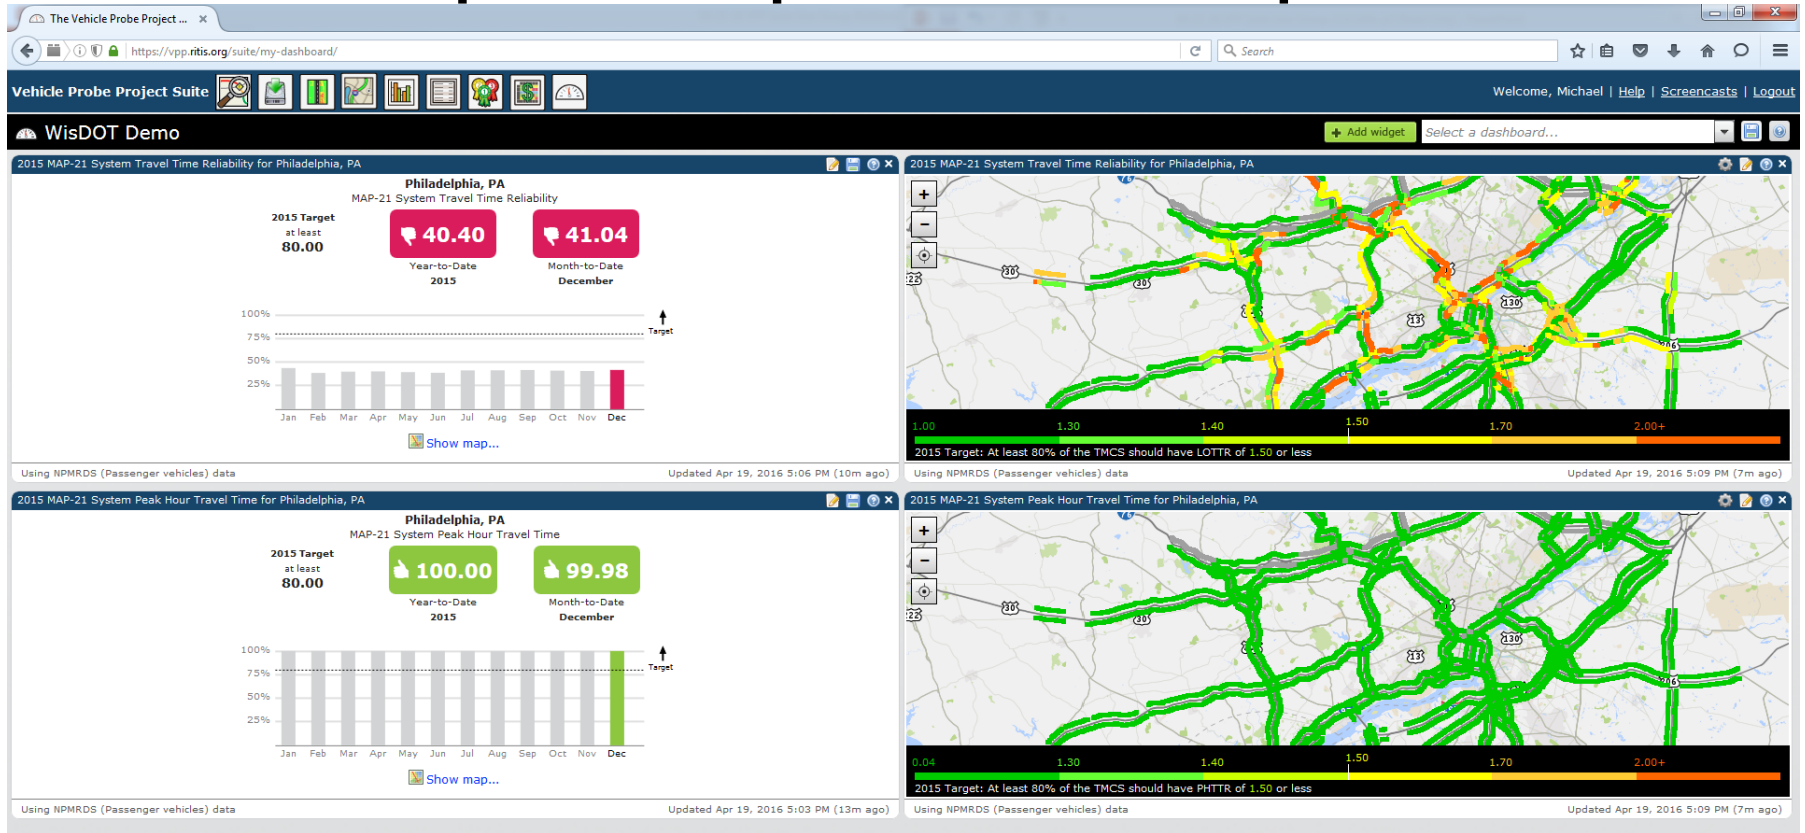 The Vehicle Probe Project ...
https://vpp.ritis.org/suite/my-dashboard/
Search
Vehicle Probe Project Suite
Welcome, Michael | Help | Screencasts | Logout
WisDOT Demo
+ Add widget
Select a dashboard...
2015 MAP-21 System Travel Time Reliability for Philadelphia, PA
Philadelphia, PA
MAP-21 System Travel Time Reliability
2015 Target
at least
80.00
40.40
Year-to-Date
2015
41.04
Month-to-Date
December
100%
75%
50%
25%
Target
Jan Feb Mar Apr May Jun Jul Aug Sep Oct Nov Dec
Show map...
Using NPMRDS (Passenger vehicles) data
Updated Apr 19, 2016 5:06 PM (10m ago)
2015 MAP-21 System Travel Time Reliability for Philadelphia, PA
+
−
76
30
30
22
130
13
206
1.00 1.30 1.40 1.50 1.70 2.00+
2015 Target: At least 80% of the TMCS should have LOTTR of 1.50 or less
Using NPMRDS (Passenger vehicles) data
Updated Apr 19, 2016 5:09 PM (7m ago)
2015 MAP-21 System Peak Hour Travel Time for Philadelphia, PA
Philadelphia, PA
MAP-21 System Peak Hour Travel Time
2015 Target
at least
80.00
100.00
Year-to-Date
2015
99.98
Month-to-Date
December
100%
75%
50%
25%
Target
Jan Feb Mar Apr May Jun Jul Aug Sep Oct Nov Dec
Show map...
Using NPMRDS (Passenger vehicles) data
Updated Apr 19, 2016 5:03 PM (13m ago)
2015 MAP-21 System Peak Hour Travel Time for Philadelphia, PA
+
−
76
30
30
22
130
13
206
0.04 1.30 1.40 1.50 1.70 2.00+
2015 Target: At least 80% of the TMCS should have PHTTR of 1.50 or less
Using NPMRDS (Passenger vehicles) data
Updated Apr 19, 2016 5:09 PM (7m ago)